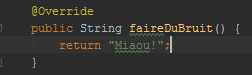 @Override
public String faireDuBruit() {
return "Miaou!";
}